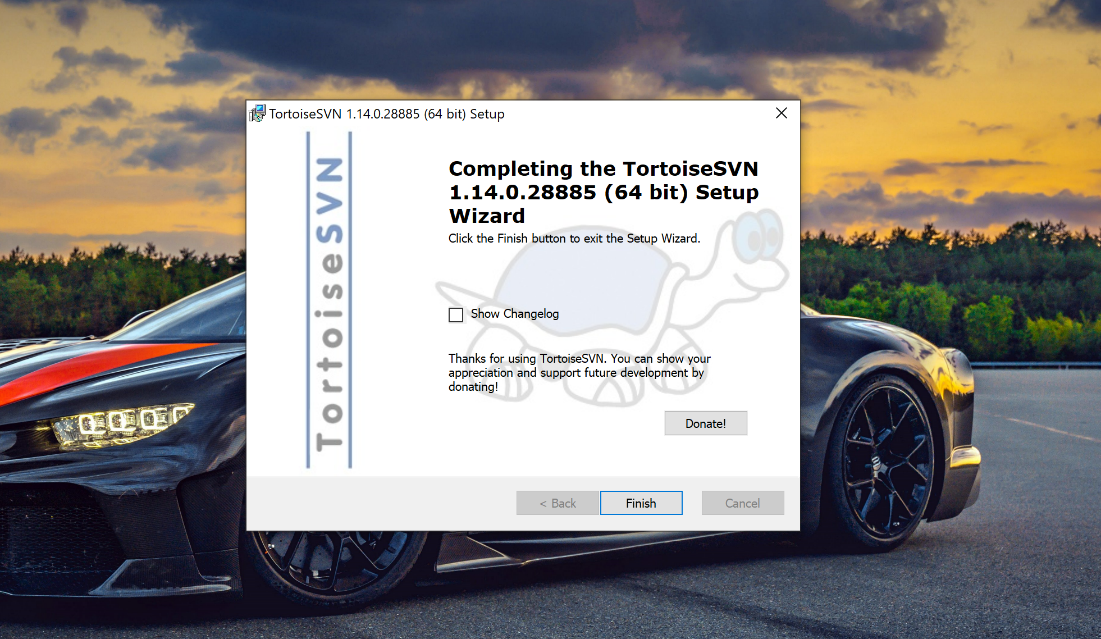 TortoiseSVN 1.14.0.28885 (64 bit) Setup
TortoiseSVN
Completing the TortoiseSVN
1.14.0.28885 (64 bit) Setup
Wizard
Click the Finish button to exit the Setup Wizard.
Show Changelog
Thanks for using TortoiseSVN. You can show your
appreciation and support future development by
donating!
Donate!
< Back
Finish
Cancel